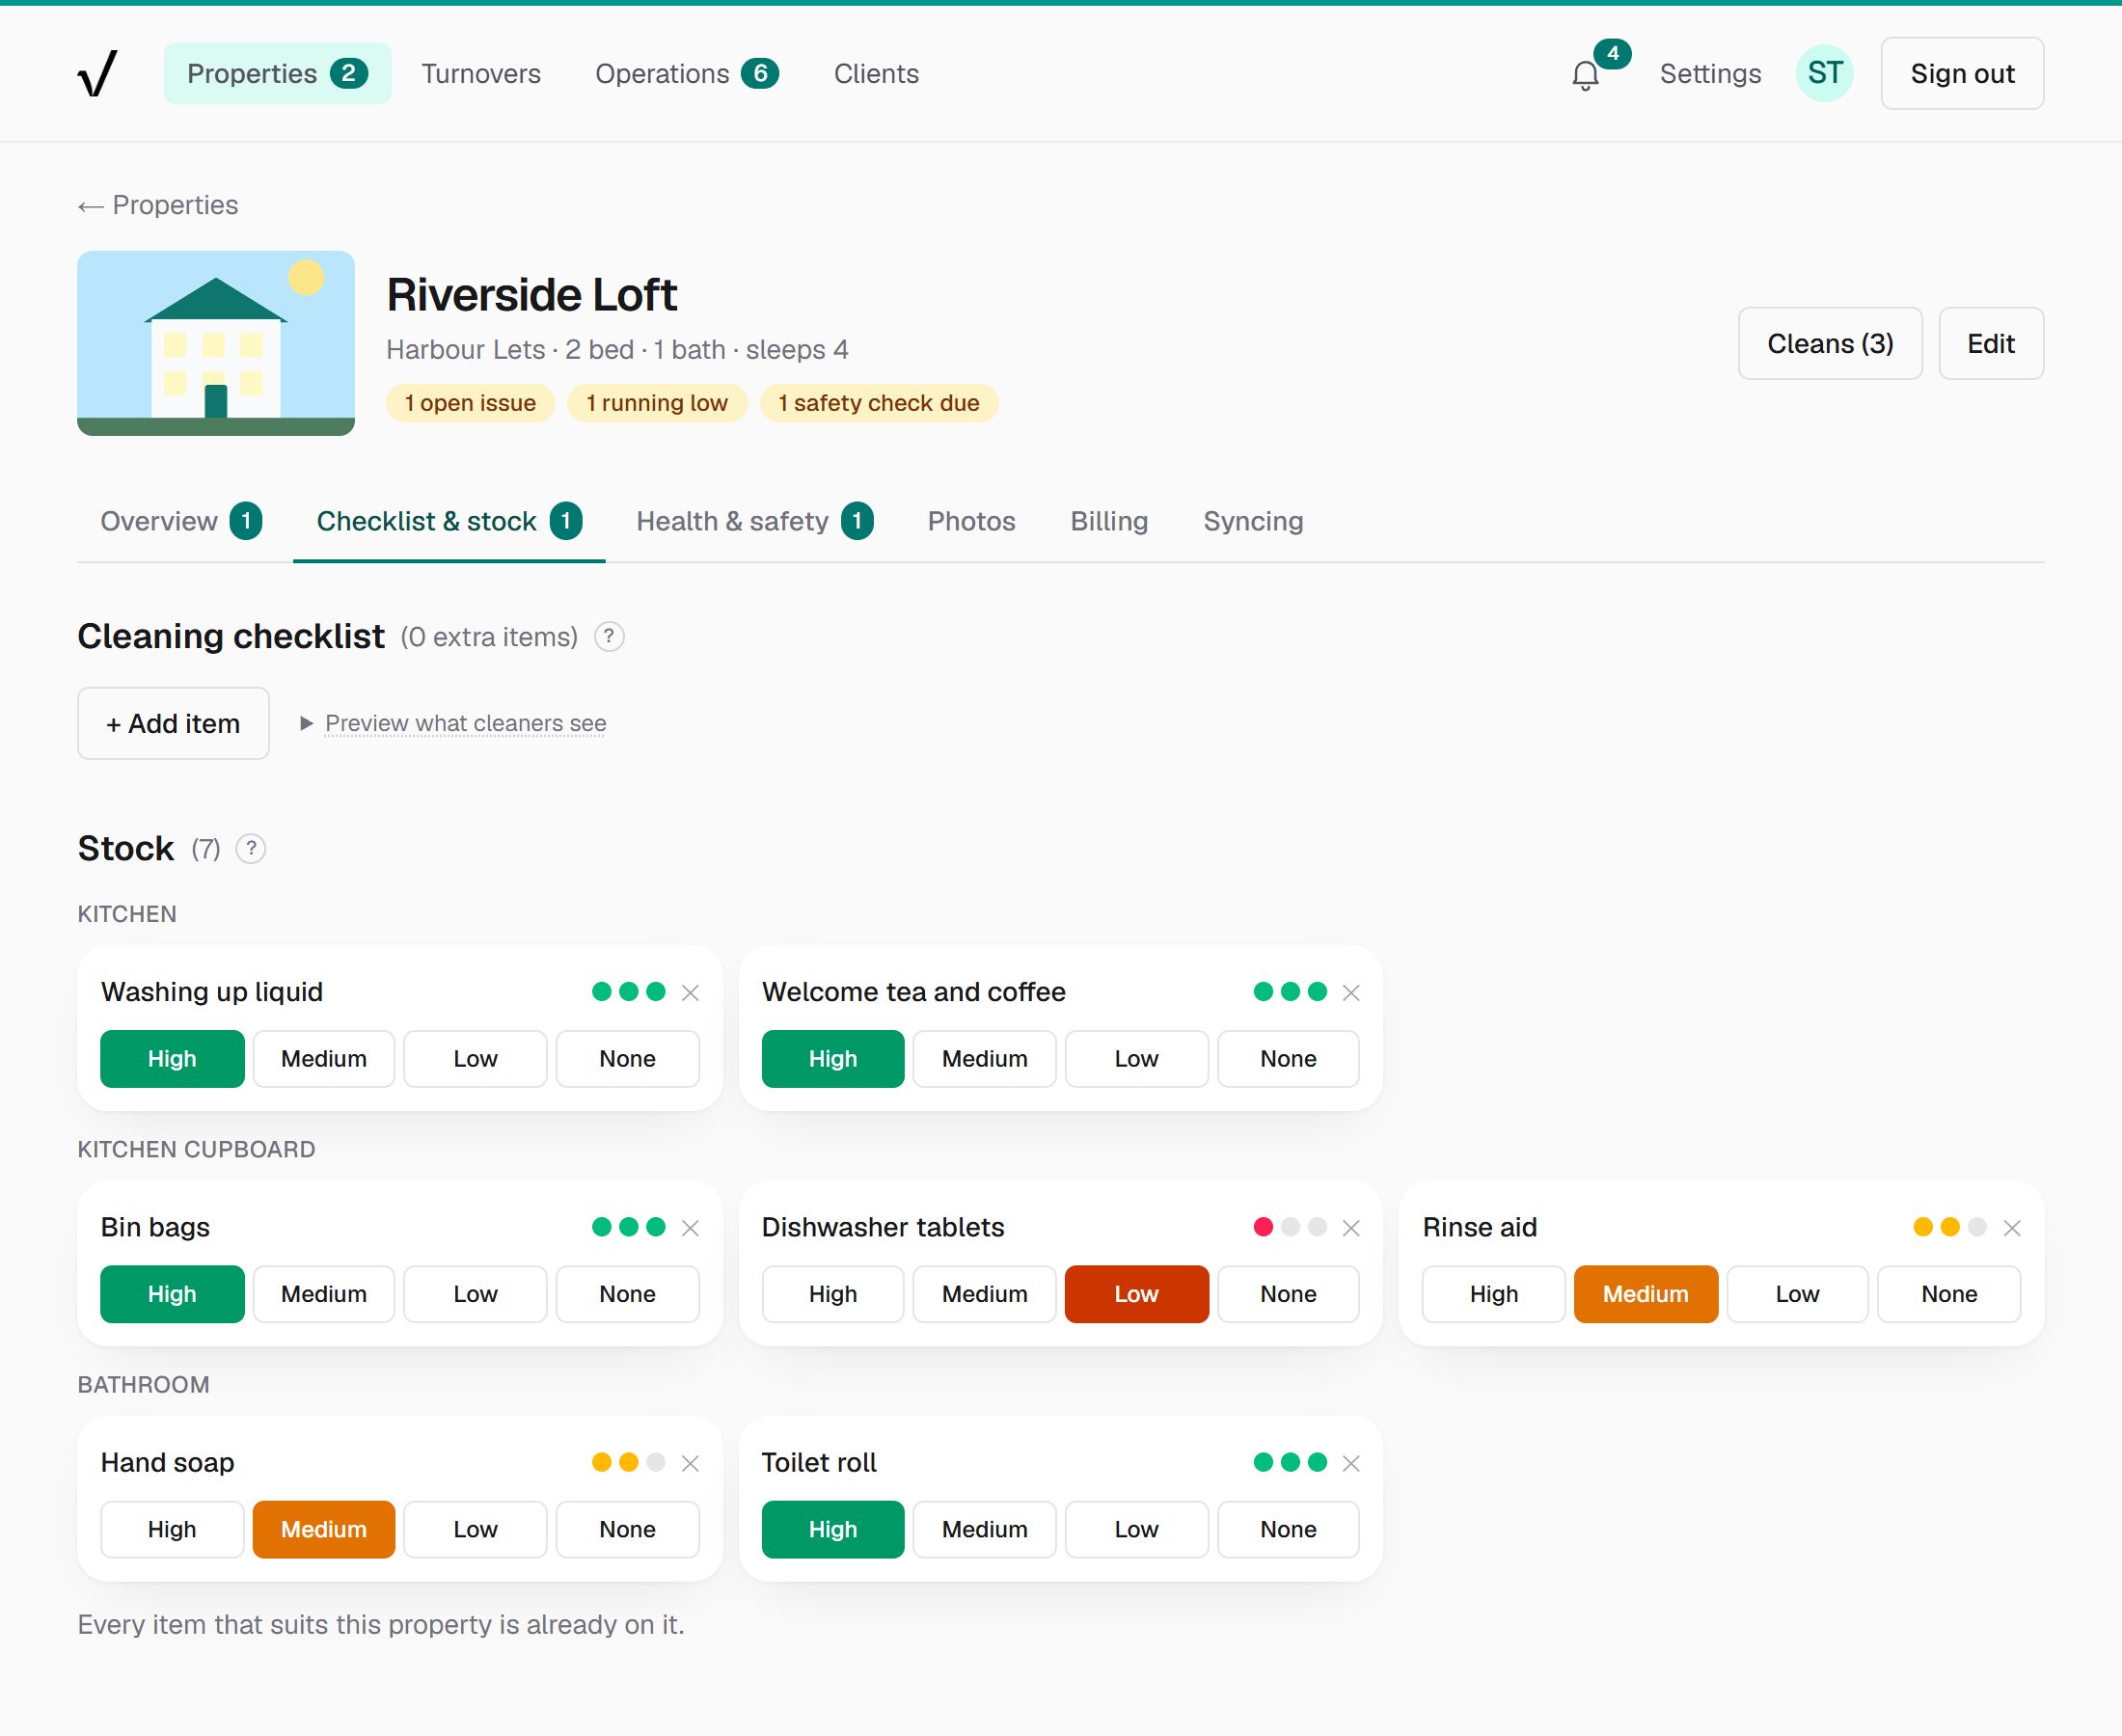 Properties 2 Turnovers Operations 6 Clients 4 Settings ST Sign out
← Properties
Riverside Loft
Harbour Lets · 2 bed · 1 bath · sleeps 4
1 open issue 1 running low 1 safety check due
Cleans (3) Edit
Overview 1 Checklist & stock 1 Health & safety 1 Photos Billing Syncing
Cleaning checklist (0 extra items) ?
+ Add item ▶ Preview what cleaners see
Stock (7) ?
KITCHEN
Washing up liquid Welcome tea and coffee
High Medium Low None High Medium Low None
KITCHEN CUPBOARD
Bin bags Dishwasher tablets Rinse aid
High Medium Low None High Medium Low None High Medium Low None
BATHROOM
Hand soap Toilet roll
High Medium Low None High Medium Low None
Every item that suits this property is already on it.